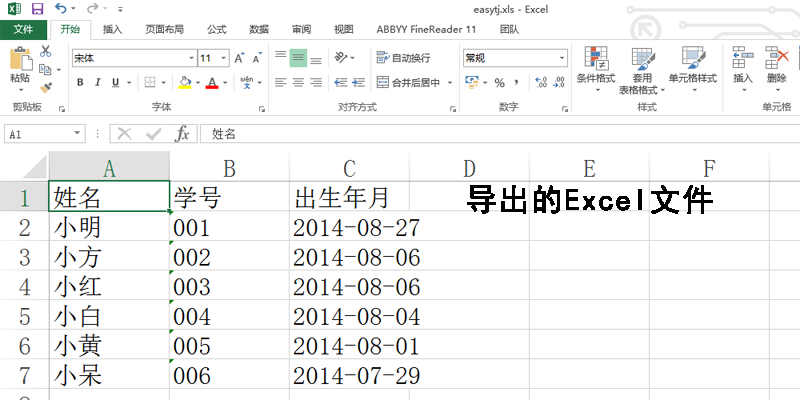 easytj.xls - Excel
文件 开始 插入 页面布局 公式 数据 审阅 视图 ABBYY FineReader 11 团队
粘贴 宋体 11 A A 自动换行 常规 条件格式 套用 单元格样式 插入 删除
表格格式
B I U A wén 文 合并后居中 % , .00
剪贴板 字体 对齐方式 数字 样式 单元格
A1 fx 姓名
A B C D E F
1 姓名 学号 出生年月 导出的Excel文件
2 小明 001 2014-08-27
3 小方 002 2014-08-06
4 小红 003 2014-08-06
5 小白 004 2014-08-04
6 小黄 005 2014-08-01
7 小呆 006 2014-07-29